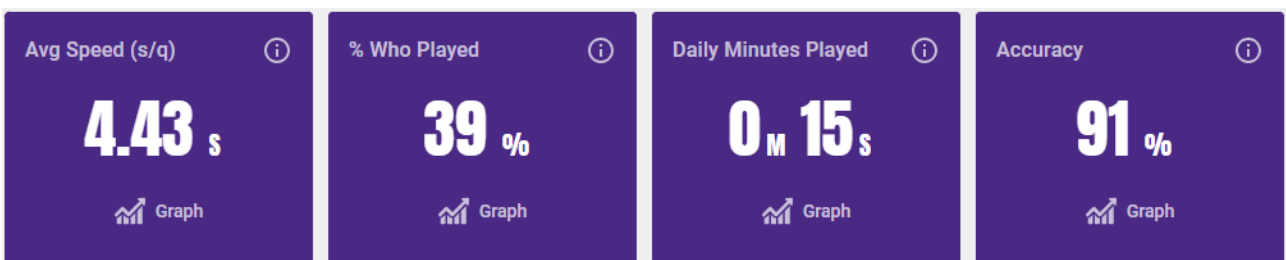 Avg Speed (s/q)
% Who Played
Daily Minutes Played
Accuracy
4.43 s
39 %
0 M 15 s
91 %
Graph
Graph
Graph
Graph